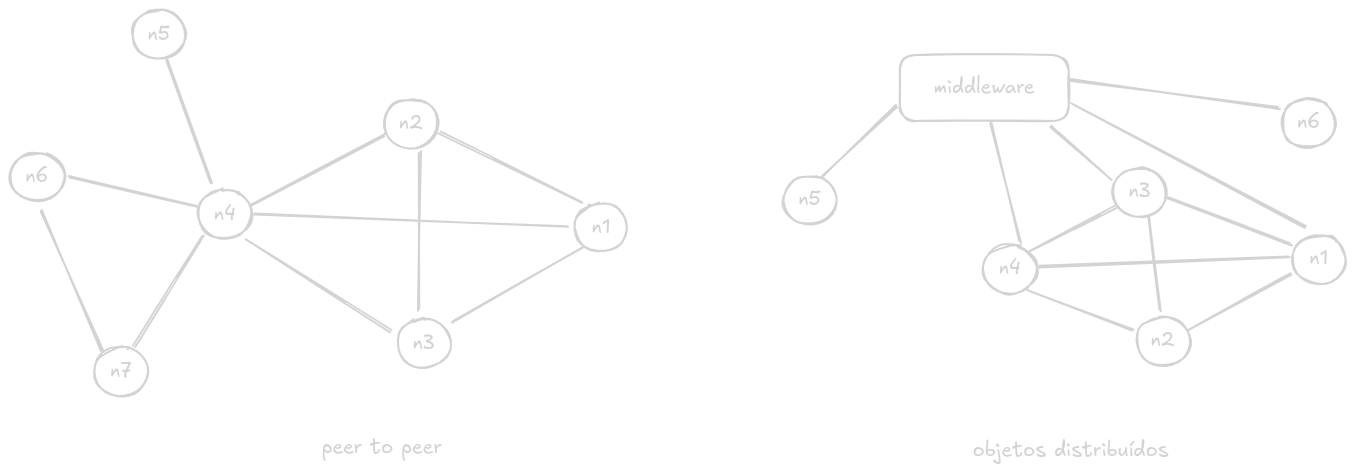 n5
n2
n6
n4
n1
n3
n7
peer to peer
middleware
n6
n5
n3
n4
n1
n2
objetos distribuídos